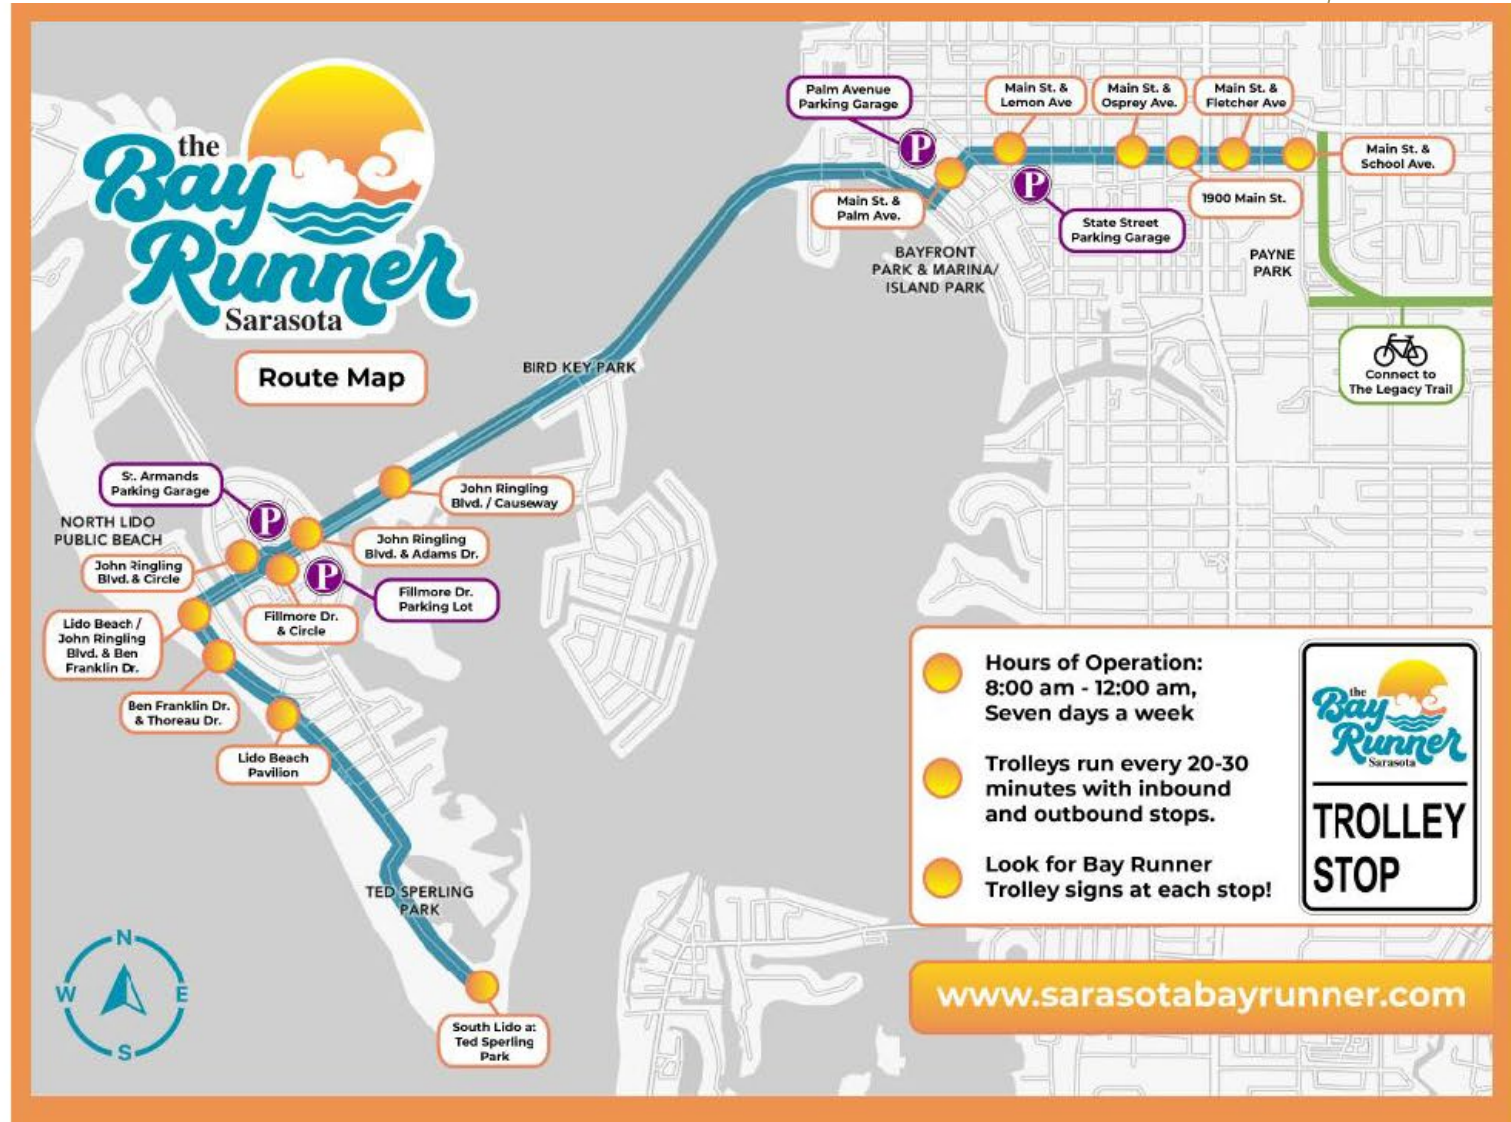 the
Bay
Runner
Sarasota
Route Map
Palm Avenue
Parking Garage
P
Main St. &
Lemon Ave
Main St. &
Osprey Ave.
Main St. &
Fletcher Ave
Main St. &
School Ave.
1900 Main St.
P
State Street
Parking Garage
Main St. &
Palm Ave.
BAYFRONT
PARK & MARINA/
ISLAND PARK
PAYNE
PARK
Connect to
The Legacy Trail
BIRD KEY PARK
St. Armands
Parking Garage
P
John Ringling
Blvd. / Causeway
NORTH LIDO
PUBLIC BEACH
John Ringling
Blvd. & Adams Dr.
John Ringling
Blvd. & Circle
P
Fillmore Dr.
Parking Lot
Fillmore Dr.
& Circle
Lido Beach /
John Ringling
Blvd. & Ben
Franklin Dr.
Ben Franklin Dr.
& Thoreau Dr.
Lido Beach
Pavilion
TED SPERLING
PARK
South Lido at
Ted Sperling
Park
N
W
E
S
Hours of Operation:
8:00 am - 12:00 am,
Seven days a week
Trolleys run every 20-30
minutes with inbound
and outbound stops.
Look for Bay Runner
Trolley signs at each stop!
the
Bay
Runner
Sarasota
TROLLEY
STOP
www.sarasotabayrunner.com